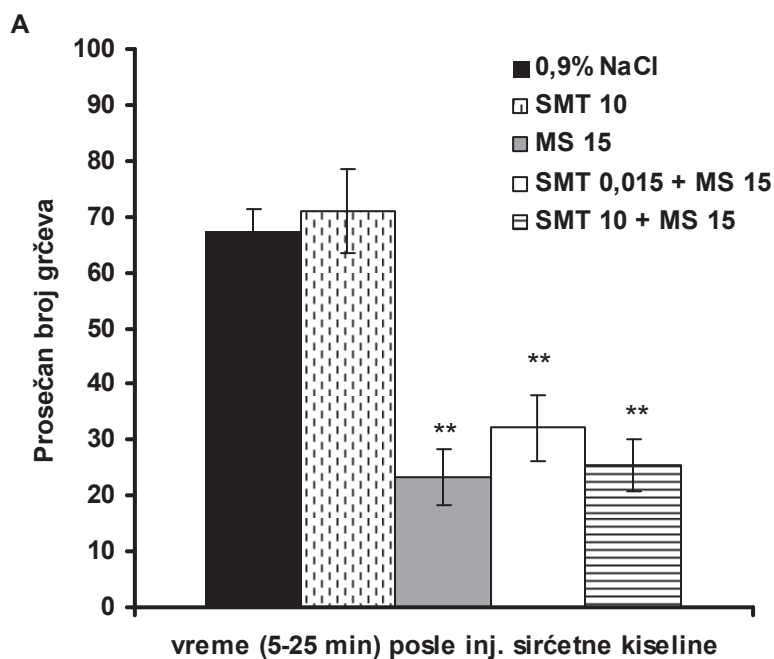 A
100
90
80
70
60
50
40
30
20
10
0
Prosečan broj grčeva
0,9% NaCl
SMT 10
MS 15
SMT 0,015 + MS 15
SMT 10 + MS 15
**
**
**
vreme (5-25 min) posle inj. sirćetne kiseline